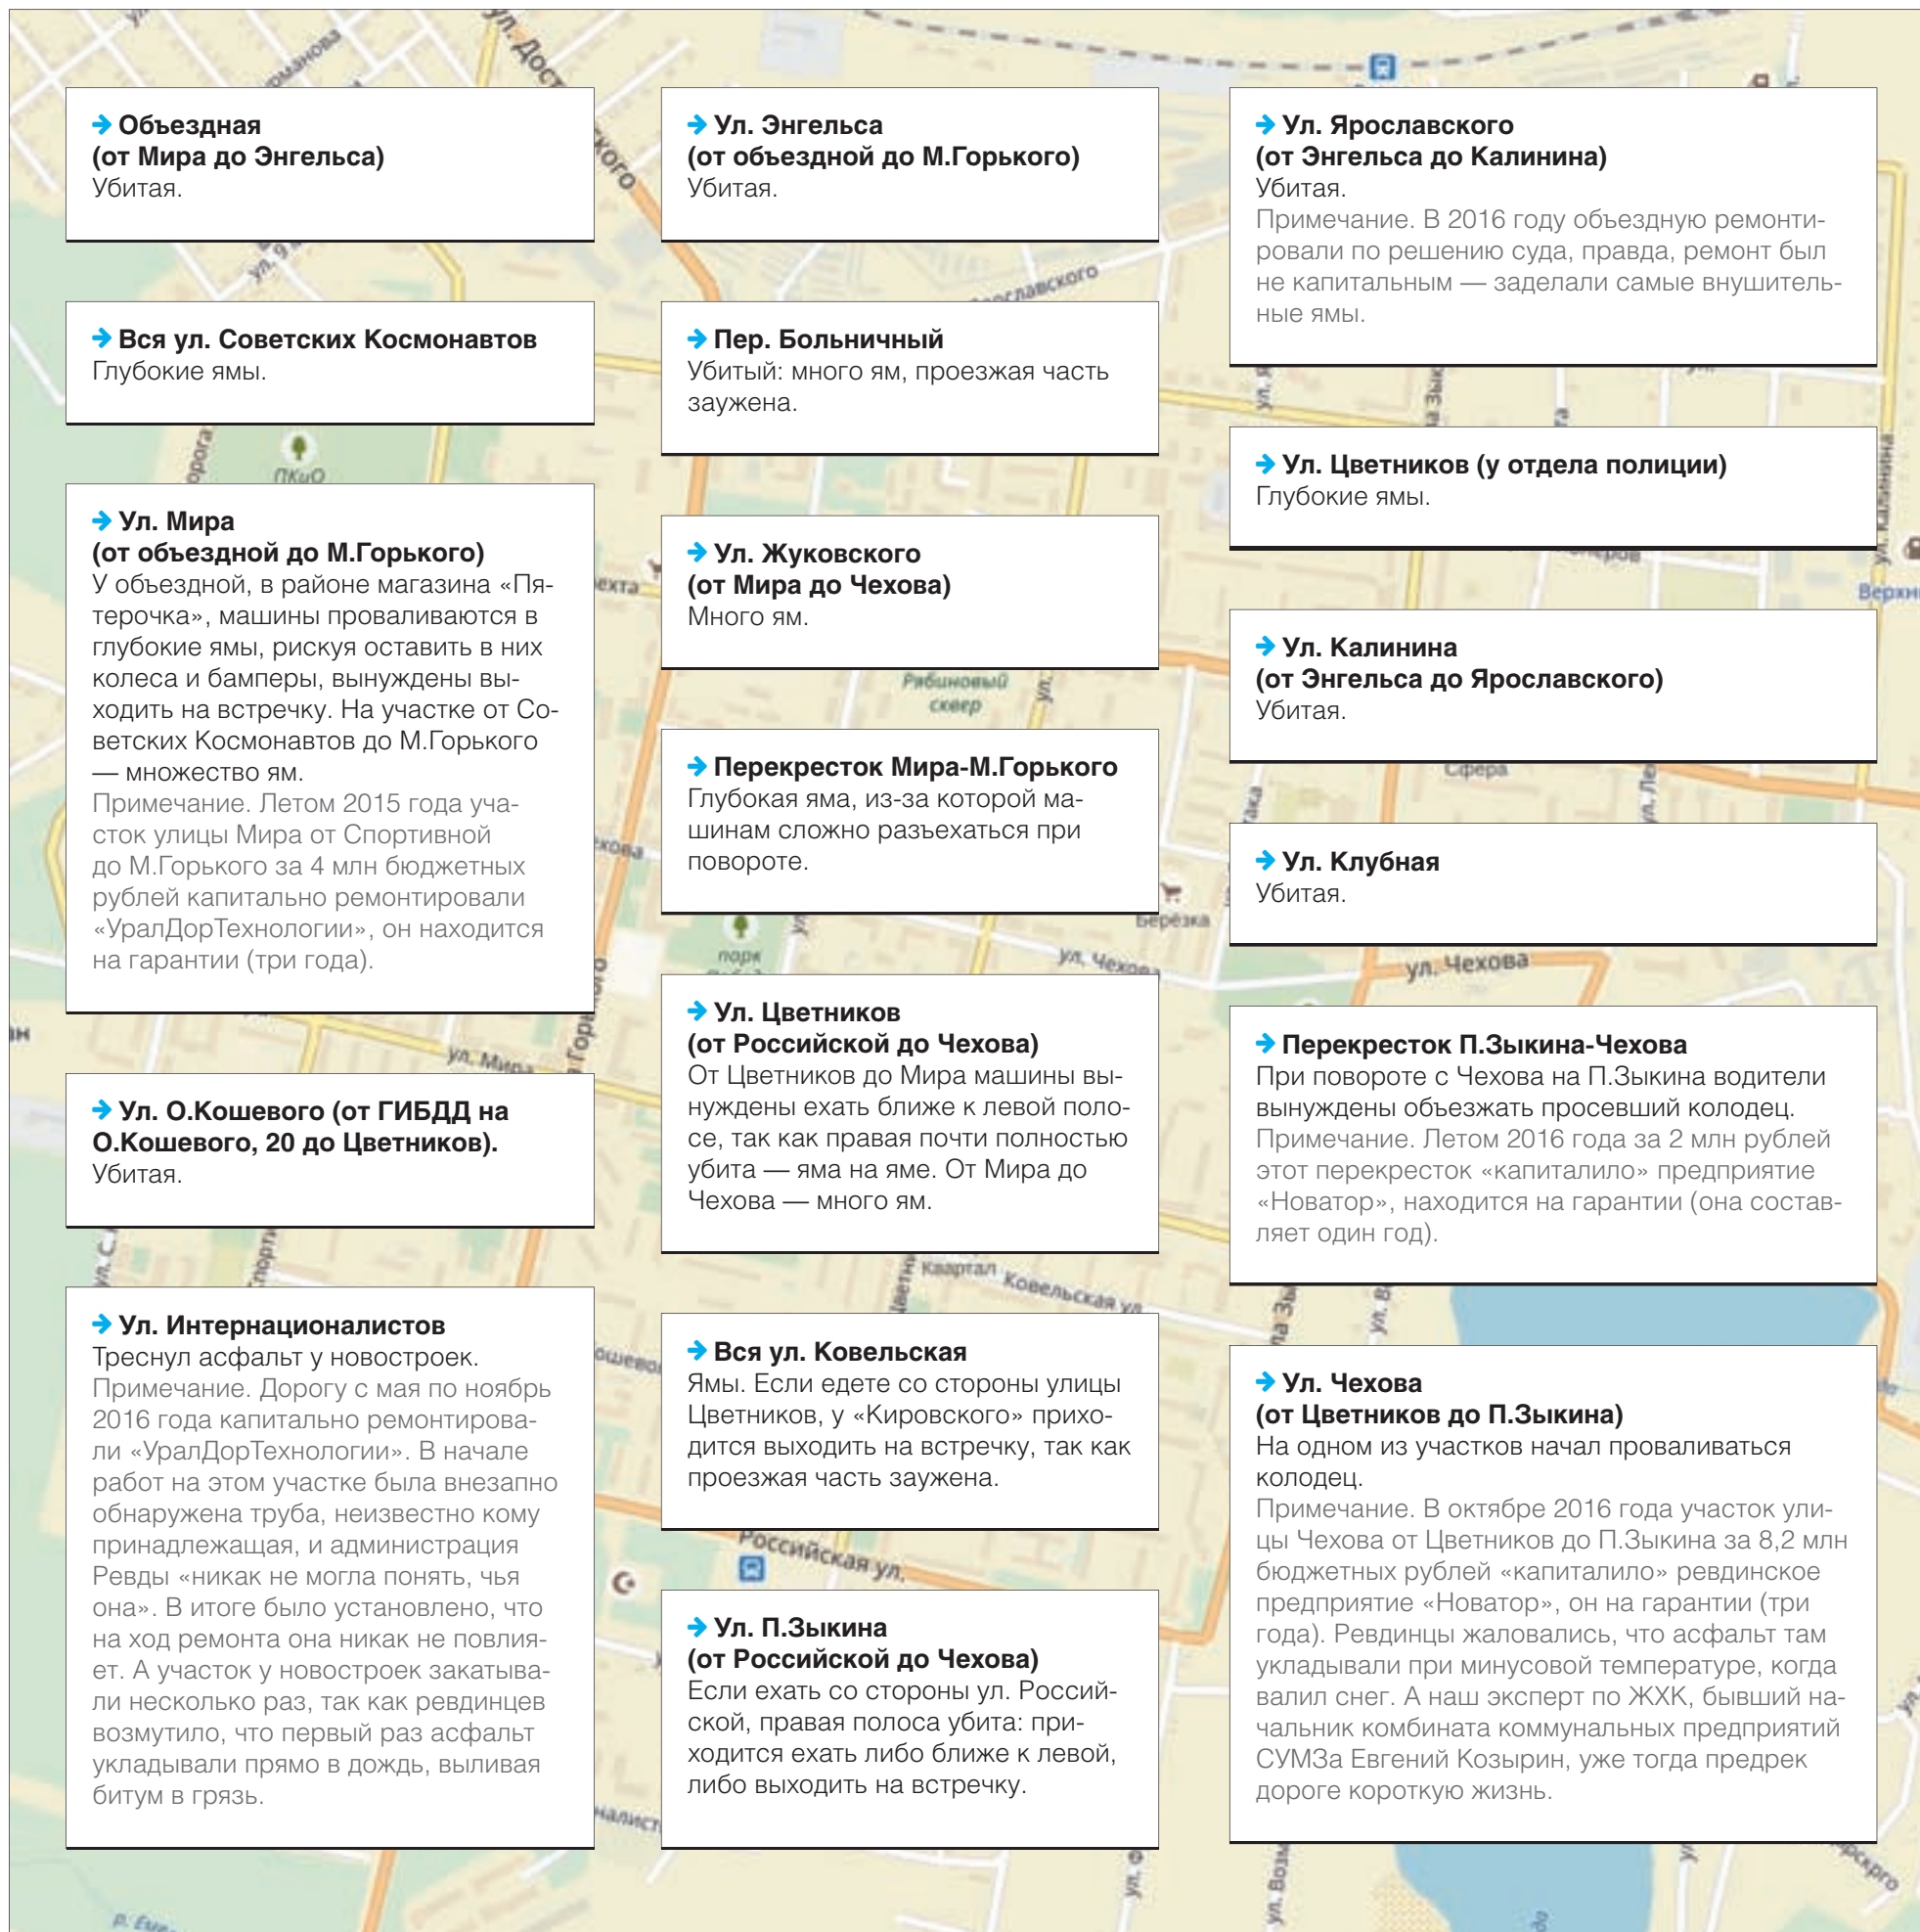 → Объездная
(от Мира до Энгельса)
Убитая.
→ Вся ул. Советских Космонавтов
Глубокие ямы.
→ Ул. Мира
(от объездной до М.Горького)
У объездной, в районе магазина «Пя-
терочка», машины проваливаются в
глубокие ямы, рискуя оставить в них
колеса и бамперы, вынуждены вы-
ходить на встречку. На участке от Со-
ветских Космонавтов до М.Горького
— множество ям.
Примечание. Летом 2015 года уча-
сток улицы Мира от Спортивной
до М.Горького за 4 млн бюджетных
рублей капитально ремонтировали
«УралДорТехнологии», он находится
на гарантии (три года).
→ Ул. О.Кошевого (от ГИБДД на
О.Кошевого, 20 до Цветников).
Убитая.
→ Ул. Интернационалистов
Треснул асфальт у новостроек.
Примечание. Дорогу с мая по ноябрь
2016 года капитально ремонтирова-
ли «УралДорТехнологии». В начале
работ на этом участке была внезапно
обнаружена труба, неизвестно кому
принадлежащая, и администрация
Ревды «никак не могла понять, чья
она». В итоге было установлено, что
на ход ремонта она никак не повлия-
ет. А участок у новостроек закатыва-
ли несколько раз, так как ревдинцев
возмутило, что первый раз асфальт
укладывали прямо в дождь, выливая
битум в грязь.
→ Ул. Энгельса
(от объездной до М.Горького)
Убитая.
→ Пер. Больничный
Убитый: много ям, проезжая часть
заужена.
→ Ул. Жуковского
(от Мира до Чехова)
Много ям.
→ Перекресток Мира-М.Горького
Глубокая яма, из-за которой ма-
шинам сложно разъехаться при
повороте.
→ Ул. Цветников
(от Российской до Чехова)
От Цветников до Мира машины вы-
нуждены ехать ближе к левой поло-
се, так как правая почти полностью
убита — яма на яме. От Мира до
Чехова — много ям.
→ Вся ул. Ковельская
Ямы. Если едете со стороны улицы
Цветников, у «Кировского» прихо-
дится выходить на встречку, так как
проезжая часть заужена.
→ Ул. П.Зыкина
(от Российской до Чехова)
Если ехать со стороны ул. Россий-
ской, правая полоса убита: при-
ходится ехать либо ближе к левой,
либо выходить на встречку.
→ Ул. Ярославского
(от Энгельса до Калинина)
Убитая.
Примечание. В 2016 году объездную ремонти-
ровали по решению суда, правда, ремонт был
не капитальным — заделали самые внушитель-
ные ямы.
→ Ул. Цветников (у отдела полиции)
Глубокие ямы.
→ Ул. Калинина
(от Энгельса до Ярославского)
Убитая.
→ Ул. Клубная
Убитая.
→ Перекресток П.Зыкина-Чехова
При повороте с Чехова на П.Зыкина водители
вынуждены объезжать просевший колодец.
Примечание. Летом 2016 года за 2 млн рублей
этот перекресток «капиталило» предприятие
«Новатор», находится на гарантии (она состав-
ляет один год).
→ Ул. Чехова
(от Цветников до П.Зыкина)
На одном из участков начал проваливаться
колодец.
Примечание. В октябре 2016 года участок ули-
цы Чехова от Цветников до П.Зыкина за 8,2 млн
бюджетных рублей «капиталило» ревдинское
предприятие «Новатор», он на гарантии (три
года). Ревдинцы жаловались, что асфальт там
укладывали при минусовой температуре, когда
валил снег. А наш эксперт по ЖХК, бывший на-
чальник комбината коммунальных предприятий
СУМЗа Евгений Козырин, уже тогда предрек
дороге короткую жизнь.
ПКиО
Рябиновый
сквер
Сфера
Берёзка
парк
ул. Чехова
ул. Чехова
ул. Мира
Квартал
Ковельская ул.
Российская ул.
ул. Калинина